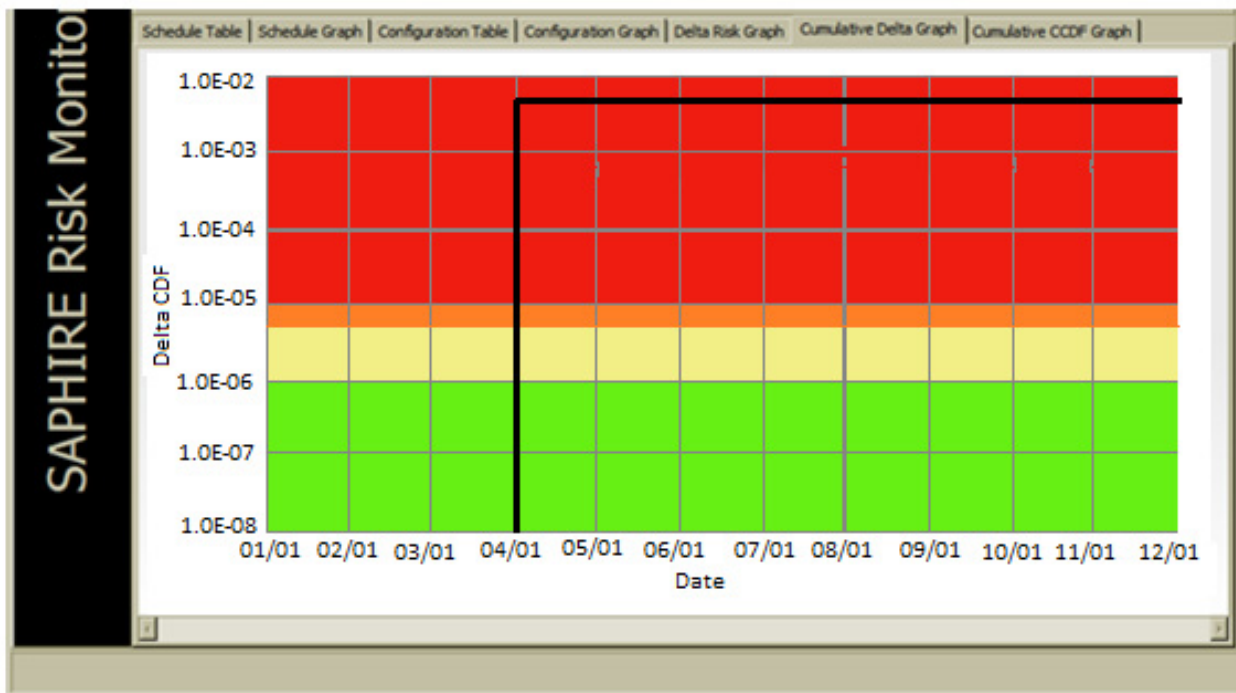 SAPHIRE Risk Monito
Schedule Table Schedule Graph Configuration Table Configuration Graph Delta Risk Graph Cumulative Delta Graph Cumulative CCDF Graph
Delta CDF
1.0E-02
1.0E-03
1.0E-04
1.0E-05
1.0E-06
1.0E-07
1.0E-08
01/01 02/01 03/01 04/01 05/01 06/01 07/01 08/01 09/01 10/01 11/01 12/01
Date